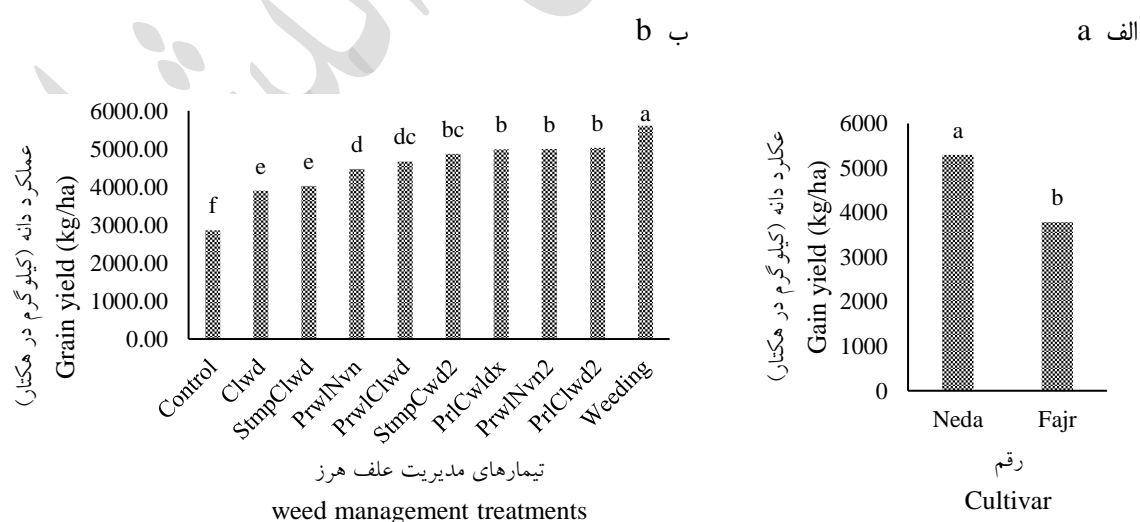 الف a
ب b
عملکرد دانه (کیلوگرم در هکتار)
Grain yield (kg/ha)
6000.00
5000.00
4000.00
3000.00
2000.00
1000.00
0.00
f
e
e
d
dc
bc
b
b
b
a
Control
Clwd
StmpClwd
PrwlNvn
PrwlClwd
StmpCwd2
PrlCwldx
PrwlNvn2
PrlClwd2
Weeding
تیمارهای مدیریت علف هرز
weed management treatments
عکلرد دانه (کیلوگرم در هکتار)
Gain yield (kg/ha)
6000
5000
4000
3000
2000
1000
0
a
b
Neda
Fajr
رقم
Cultivar